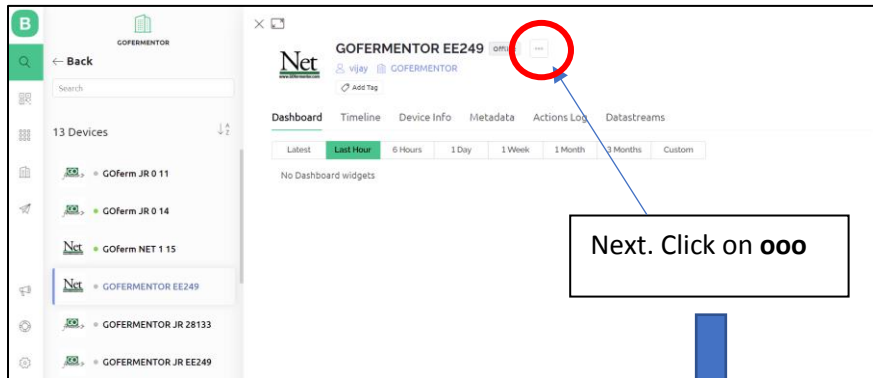 B
GOFERMENTOR
← Back
Search
13 Devices
GOferm JR 0 11
GOferm JR 0 14
Net GOferm NET 1 15
Net GOFERMENTOR EE249
GOFERMENTOR JR 28133
GOFERMENTOR JR EE249
Net
GOFERMENTOR EE249
vijay GOFERMENTOR
Add Tag
Dashboard Timeline Device Info Metadata Actions Log Datastreams
Latest Last Hour 6 Hours 1 Day 1 Week 1 Month 3 Months Custom
No Dashboard widgets
Next. Click on ooo